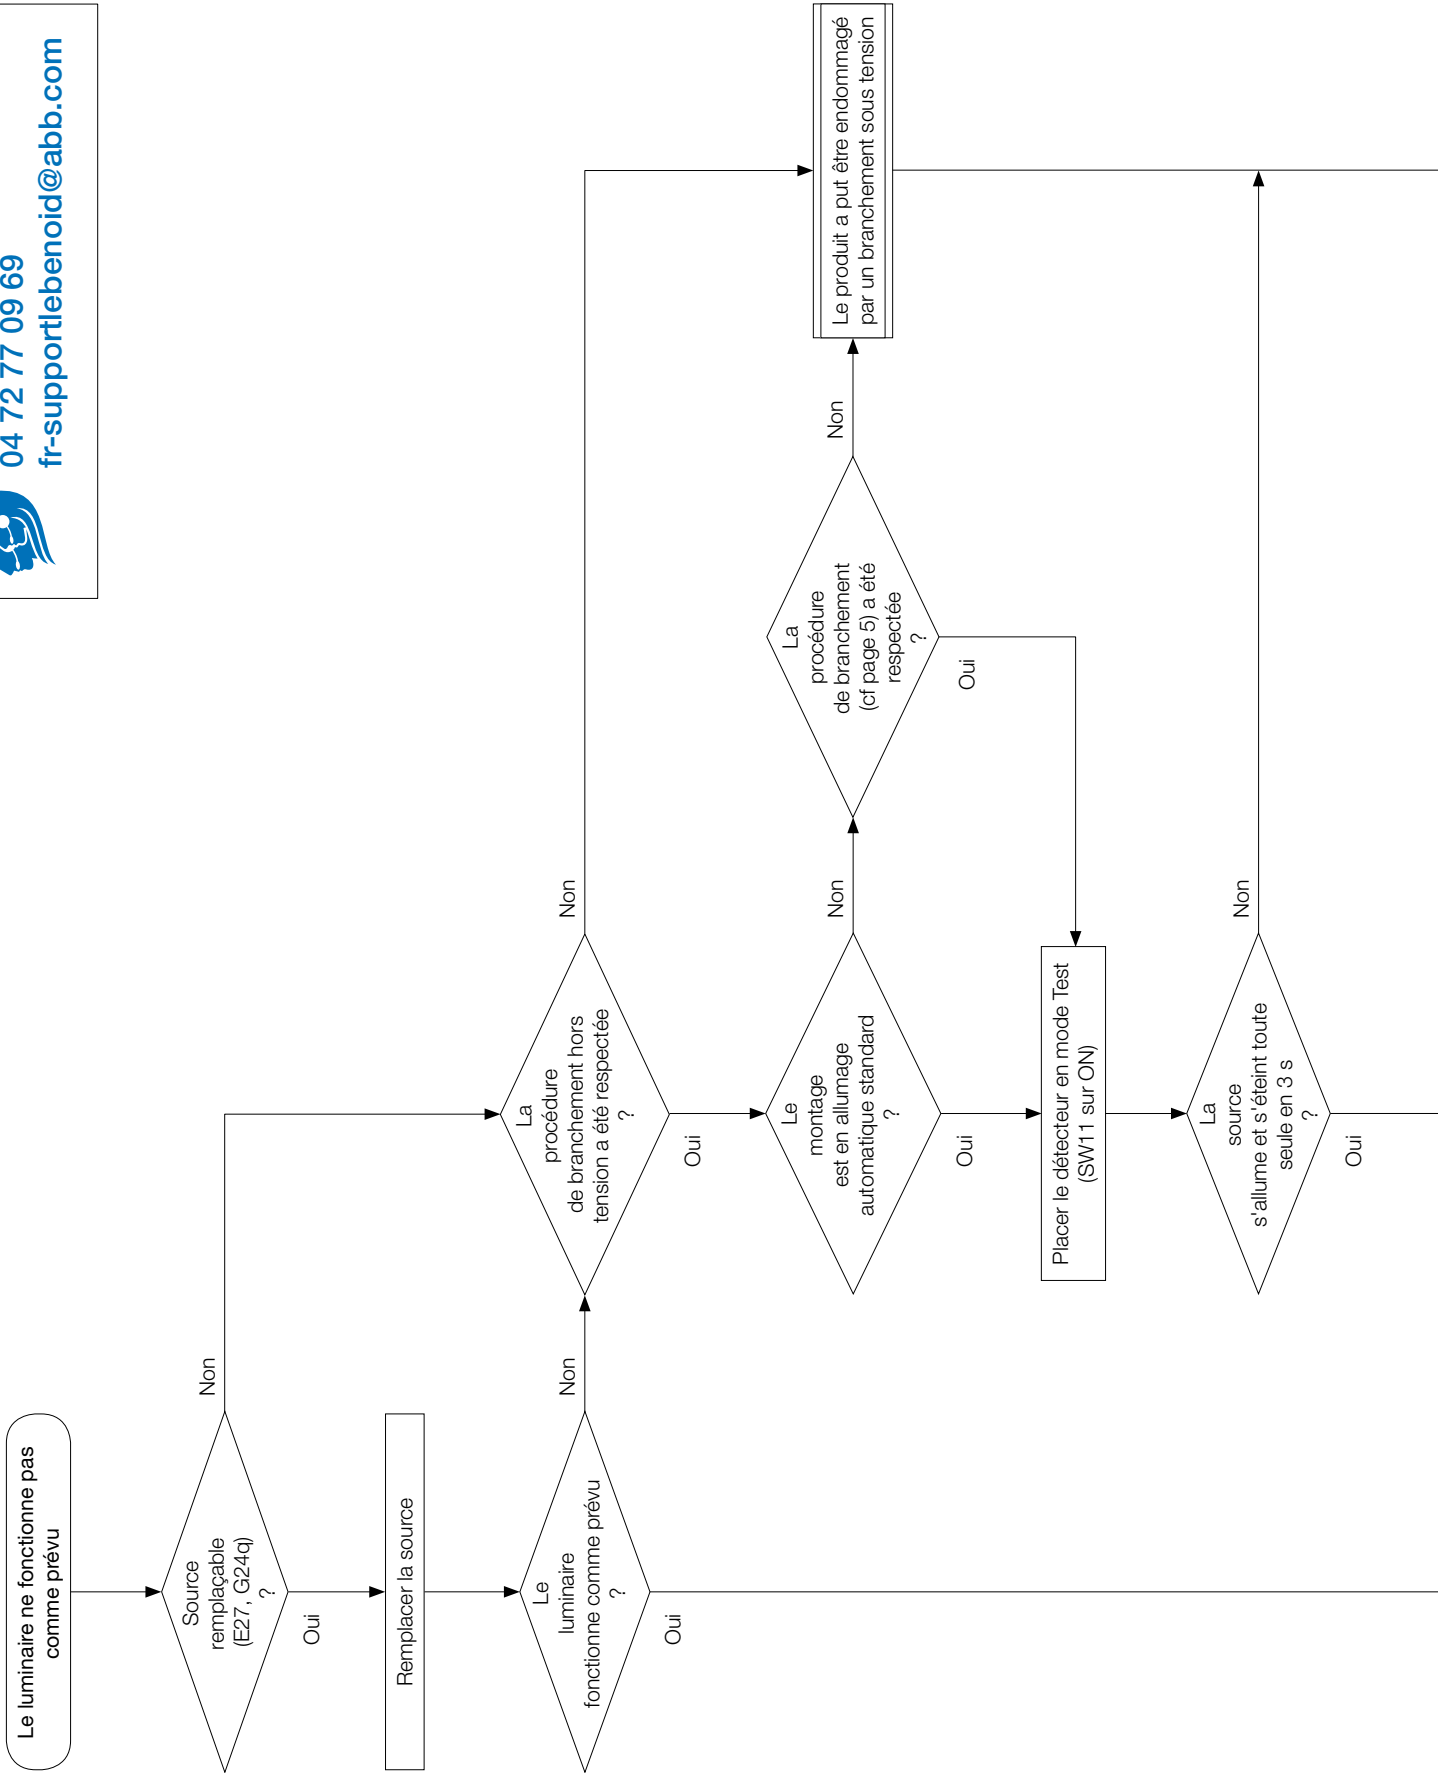 04 72 77 09 69
fr-supportlebenoid@abb.com
Le luminaire ne fonctionne pas
comme prévu
Source
remplaçable
(E27, G24q)
?
Non
Oui
Remplacer la source
Le
luminaire
fonctionne comme prévu
?
Non
Oui
La
procédure
de branchement hors
tension a été respectée
?
Non
Oui
Le
montage
est en allumage
automatique standard
?
Non
Oui
La
procédure
de branchement
(cf page 5) a été
respectée
?
Non
Oui
Le produit a put être endommagé
par un branchement sous tension
Placer le détecteur en mode Test
(SW11 sur ON)
La
source
s'allume et s'éteint toute
seule en 3 s
?
Non
Oui